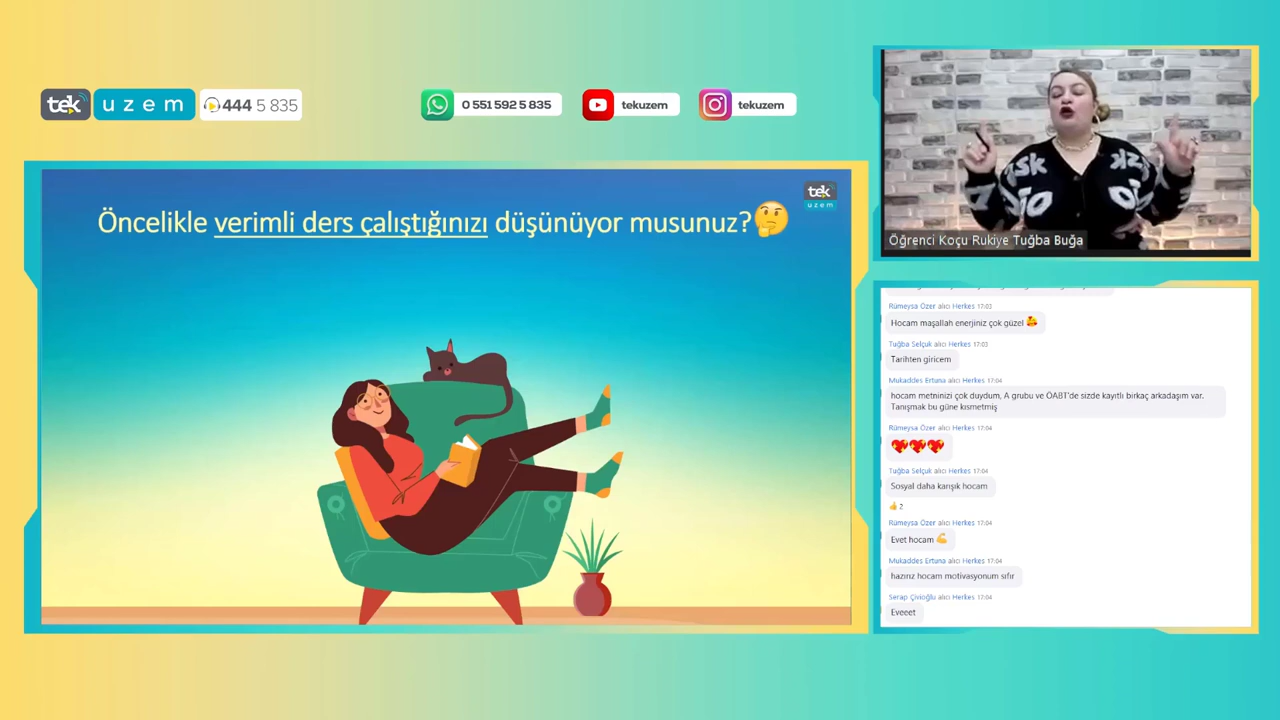 tek uzem 444 5 835
0 551 592 5 835
tekuzem
tekuzem
tek
uzem
Öncelikle verimli ders çalıştığınızı düşünüyor musunuz?🤔
Öğrenci Koçu Rukiye Tuğba Buğa
Rümeysa Özer alıcı Herkes 17:03
Hocam maşallah enerjiniz çok güzel 🥰
Tuğba Selçuk alıcı Herkes 17:03
Tarihten giricem
Mukaddes Ertuna alıcı Herkes 17:04
hocam metninizi çok duydum, A grubu ve ÖABT'de sizde kayıtlı birkaç arkadaşım var.
Tanışmak bu güne kısmetmiş
Rümeysa Özer alıcı Herkes 17:04
💖💖💖
Tuğba Selçuk alıcı Herkes 17:04
Sosyal daha karışık hocam
👍 2
Rümeysa Özer alıcı Herkes 17:04
Evet hocam 💪
Mukaddes Ertuna alıcı Herkes 17:04
hazırız hocam motivasyonum sıfır
Serap Çivioğlu alıcı Herkes 17:04
Eveeet